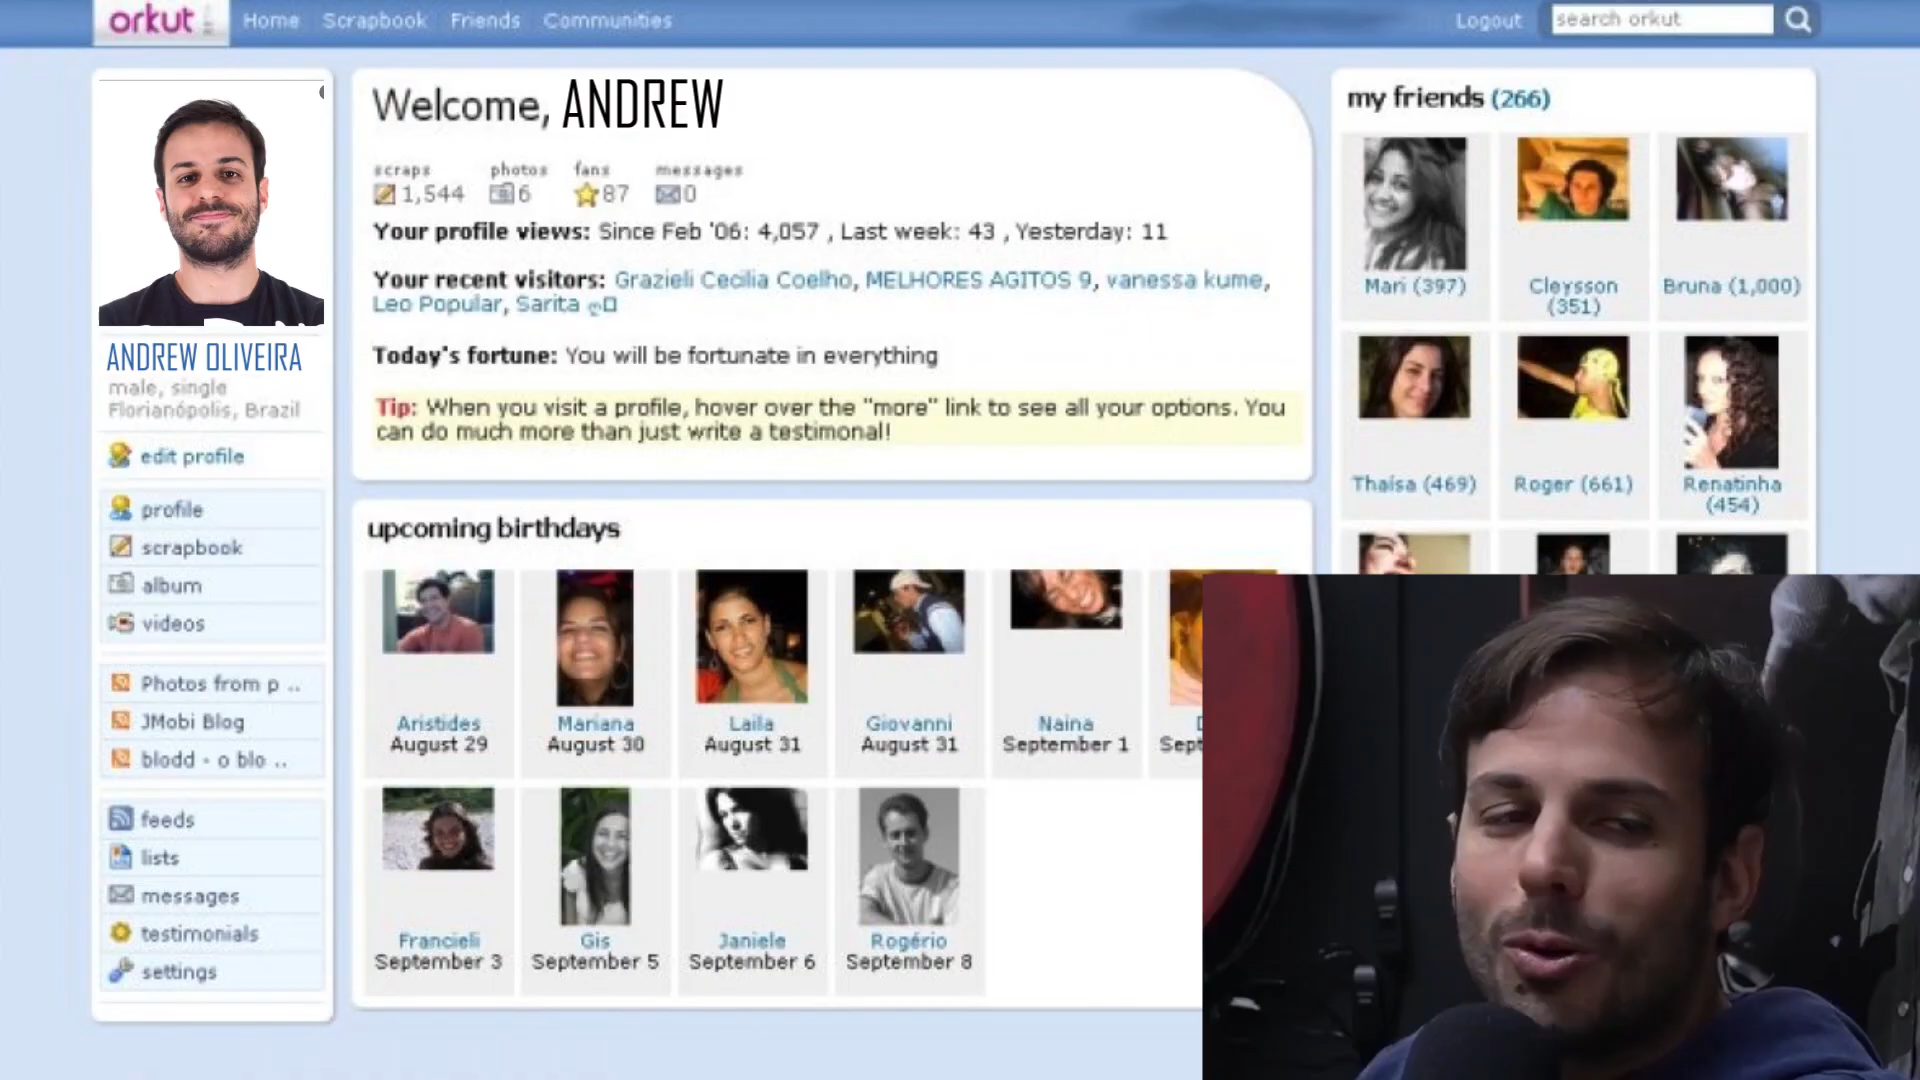 orkut
Home Scrapbook Friends Communities
Logout
search orkut
ANDREW OLIVEIRA
male, single
Florianópolis, Brazil
edit profile
profile
scrapbook
album
videos
Photos from p ..
JMobi Blog
blodd - o blo ..
feeds
lists
messages
testimonials
settings
Welcome, ANDREW
scraps photos fans messages
1,544 6 87 0
Your profile views: Since Feb '06: 4,057 , Last week: 43 , Yesterday: 11
Your recent visitors: Grazieli Cecilia Coelho, MELHORES AGITOS 9, vanessa kume,
Leo Popular, Sarita
Today's fortune: You will be fortunate in everything
Tip: When you visit a profile, hover over the "more" link to see all your options. You
can do much more than just write a testimonal!
upcoming birthdays
Aristides
August 29
Mariana
August 30
Laila
August 31
Giovanni
August 31
Naina
September 1
Francieli
September 3
Gis
September 5
Janiele
September 6
Rogério
September 8
my friends (266)
Mari (397)
Cleysson
(351)
Bruna (1,000)
Thaísa (469)
Roger (661)
Renatinha
(454)